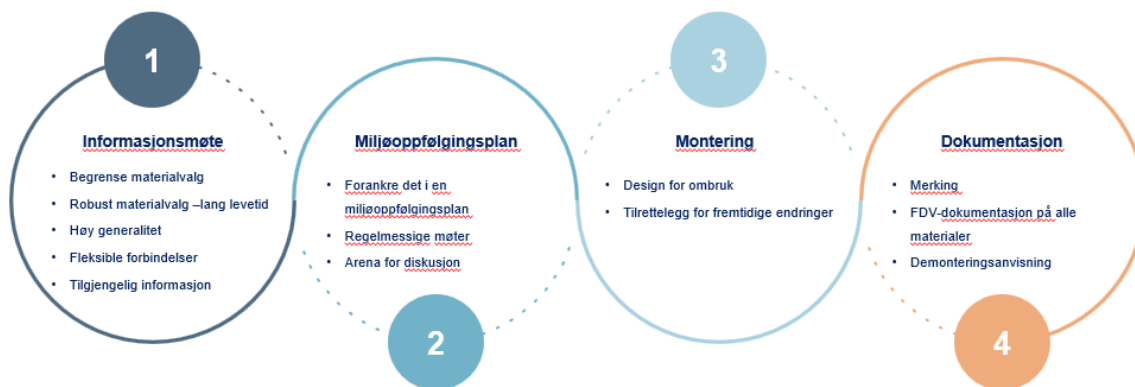 1
Informasjonsmøte
• Begrense materialvalg
• Robust materialvalg –lang levetid
• Høy generalitet
• Fleksible forbindelser
• Tilgjengelig informasjon
Miljøoppfølgingsplan
• Forankre det i en
miljøoppfølgingsplan
• Regelmessige møter
• Arena for diskusjon
2
3
Montering
• Design for ombruk
• Tilrettelegg for fremtidige endringer
Dokumentasjon
• Merking
• FDV-dokumentasjon på alle
materialer
• Demonteringsanvisning
4